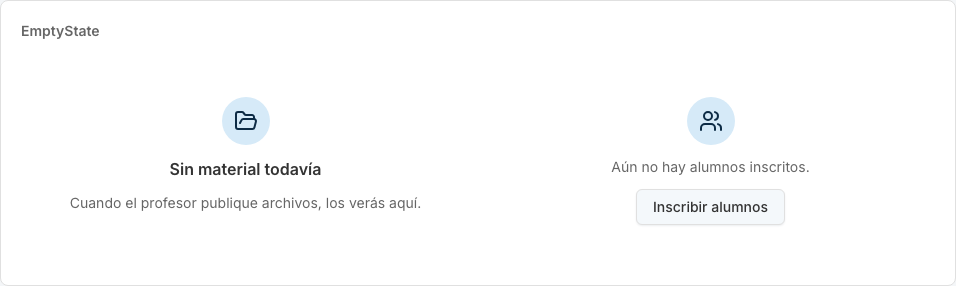 EmptyState
Sin material todavía
Cuando el profesor publique archivos, los verás aquí.
Aún no hay alumnos inscritos.
Inscribir alumnos